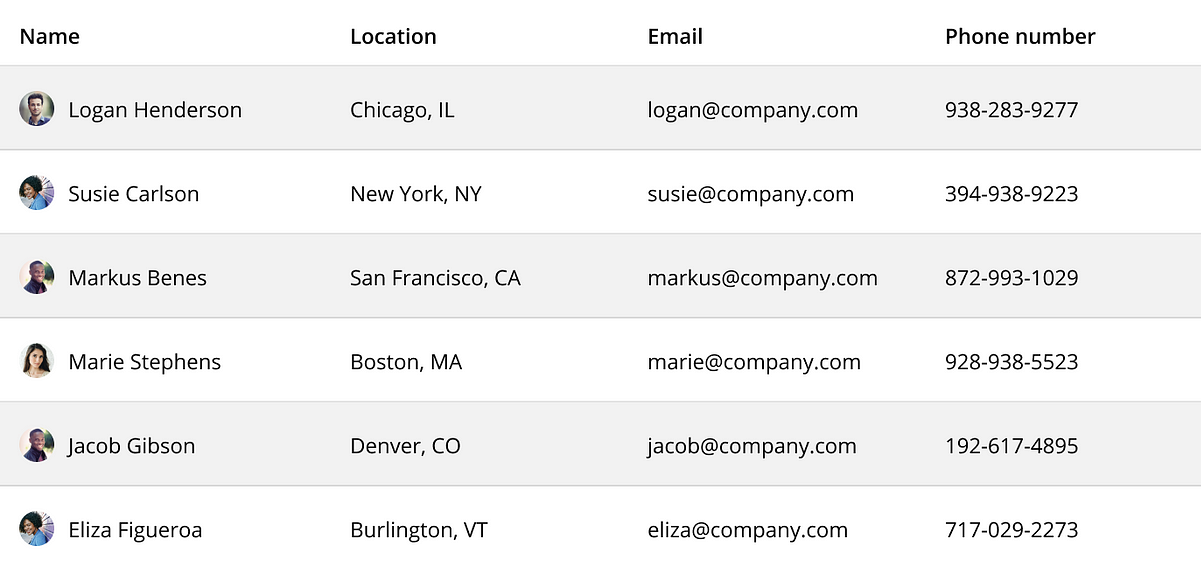 Name Location Email Phone number
Logan Henderson Chicago, IL logan@company.com 938-283-9277
Susie Carlson New York, NY susie@company.com 394-938-9223
Markus Benes San Francisco, CA markus@company.com 872-993-1029
Marie Stephens Boston, MA marie@company.com 928-938-5523
Jacob Gibson Denver, CO jacob@company.com 192-617-4895
Eliza Figueroa Burlington, VT eliza@company.com 717-029-2273